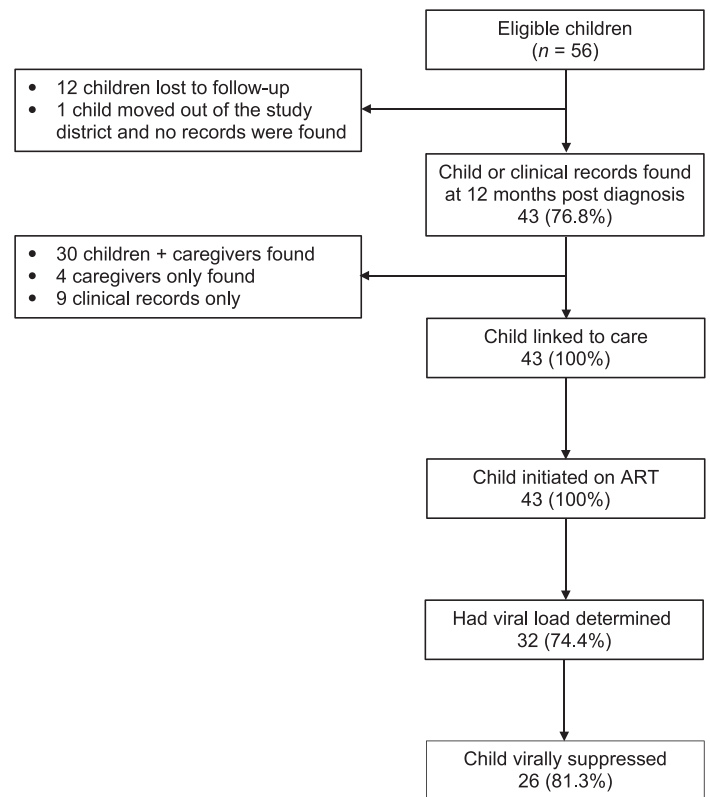 Eligible children
(n = 56)
• 12 children lost to follow-up
• 1 child moved out of the study
district and no records were found
Child or clinical records found
at 12 months post diagnosis
43 (76.8%)
• 30 children + caregivers found
• 4 caregivers only found
• 9 clinical records only
Child linked to care
43 (100%)
Child initiated on ART
43 (100%)
Had viral load determined
32 (74.4%)
Child virally suppressed
26 (81.3%)